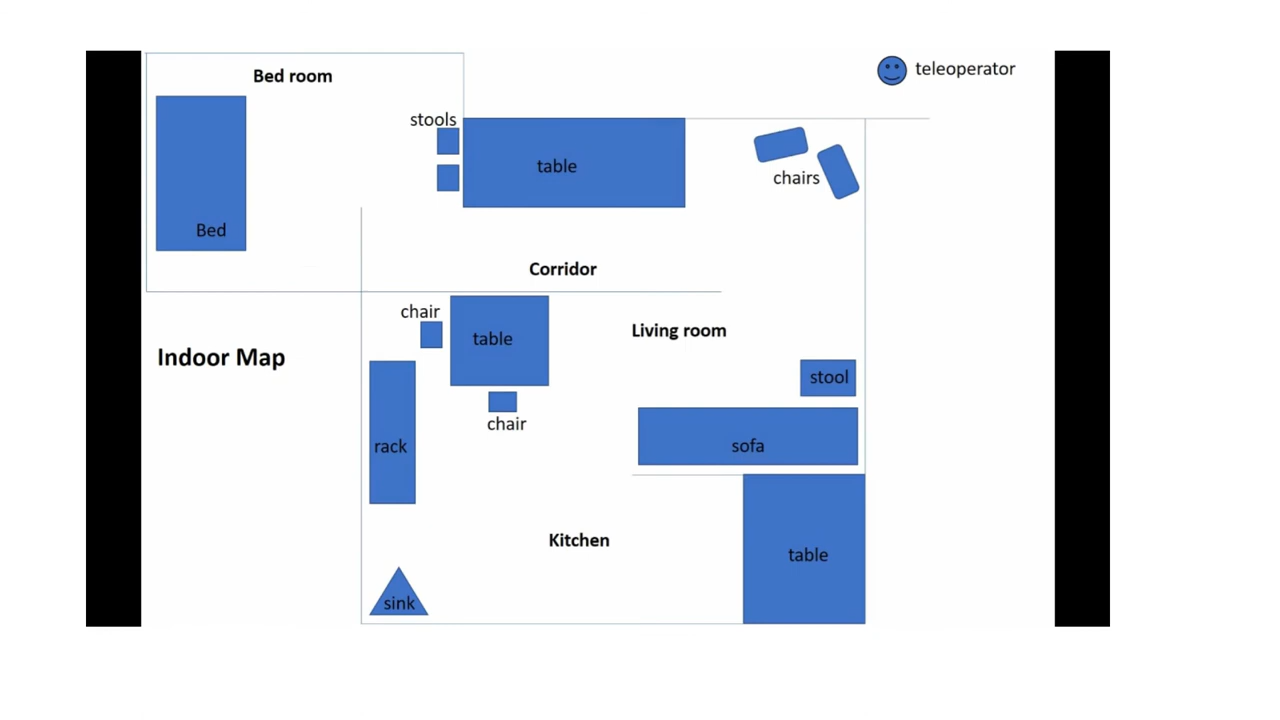 teleoperator
Bed room
stools
table
chairs
Bed
Corridor
chair
table
Living room
Indoor Map
stool
chair
rack
sofa
Kitchen
table
sink